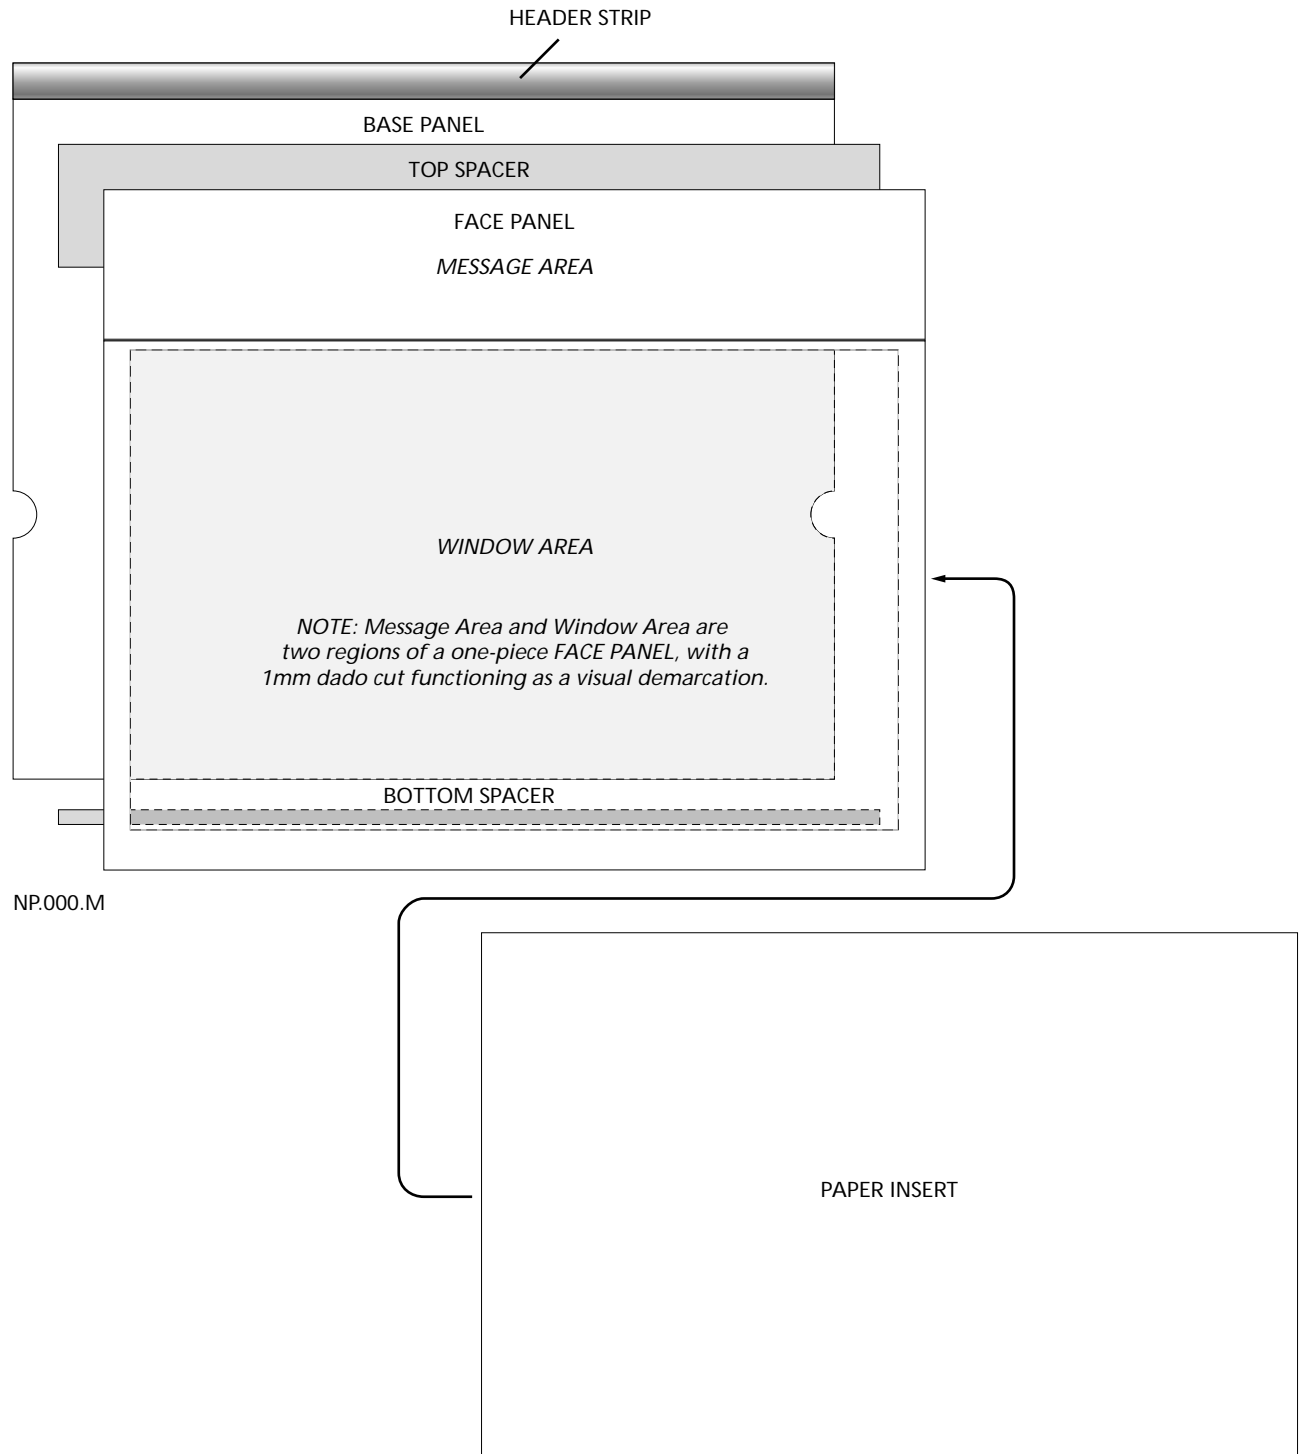 HEADER STRIP
BASE PANEL
TOP SPACER
FACE PANEL
MESSAGE AREA
WINDOW AREA
NOTE: Message Area and Window Area are
two regions of a one-piece FACE PANEL, with a
1mm dado cut functioning as a visual demarcation.
BOTTOM SPACER
NP.000.M
PAPER INSERT